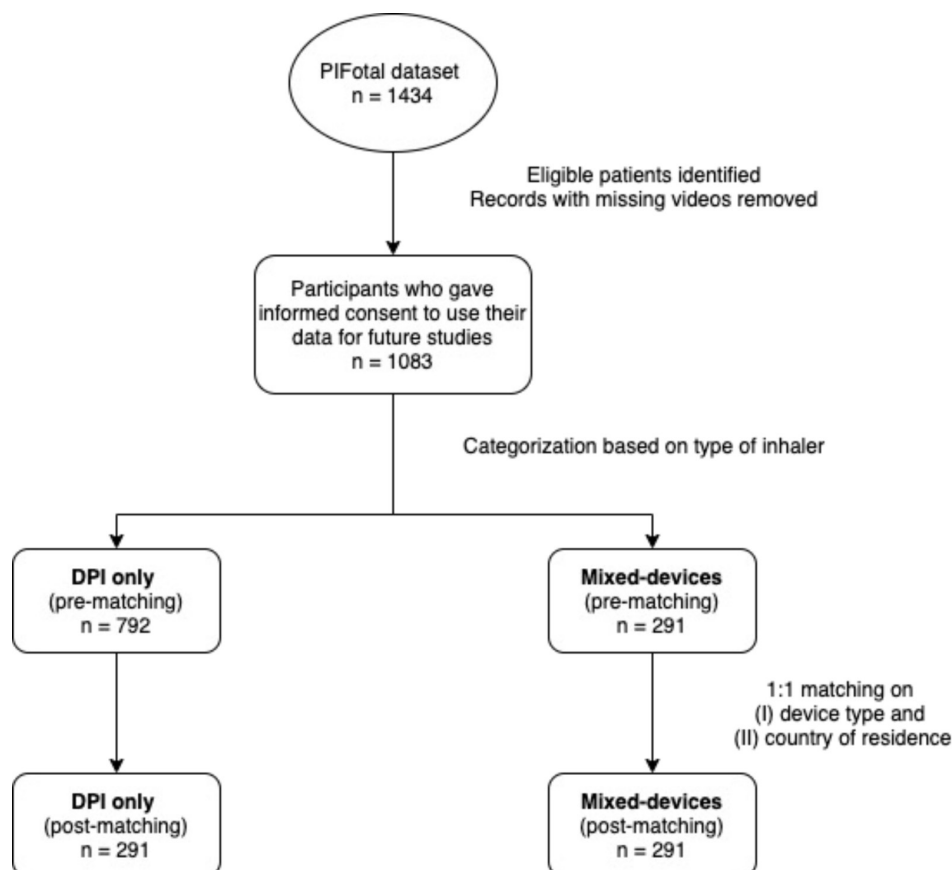 PIFotal dataset
n = 1434
Eligible patients identified
Records with missing videos removed
Participants who gave
informed consent to use their
data for future studies
n = 1083
Categorization based on type of inhaler
DPI only
(pre-matching)
n = 792
Mixed-devices
(pre-matching)
n = 291
1:1 matching on
(I) device type and
(II) country of residence
DPI only
(post-matching)
n = 291
Mixed-devices
(post-matching)
n = 291